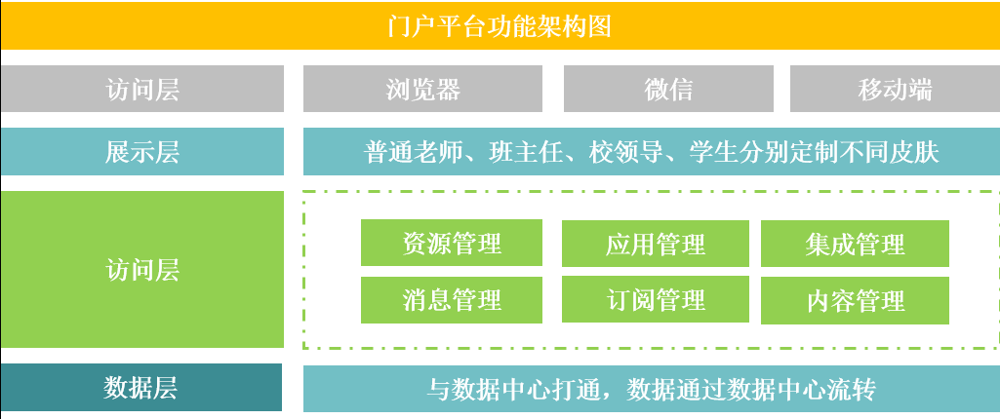 门户平台功能架构图
访问层 浏览器 微信 移动端
展示层 普通老师、班主任、校领导、学生分别定制不同皮肤
访问层
资源管理 应用管理 集成管理
消息管理 订阅管理 内容管理
数据层 与数据中心打通，数据通过数据中心流转